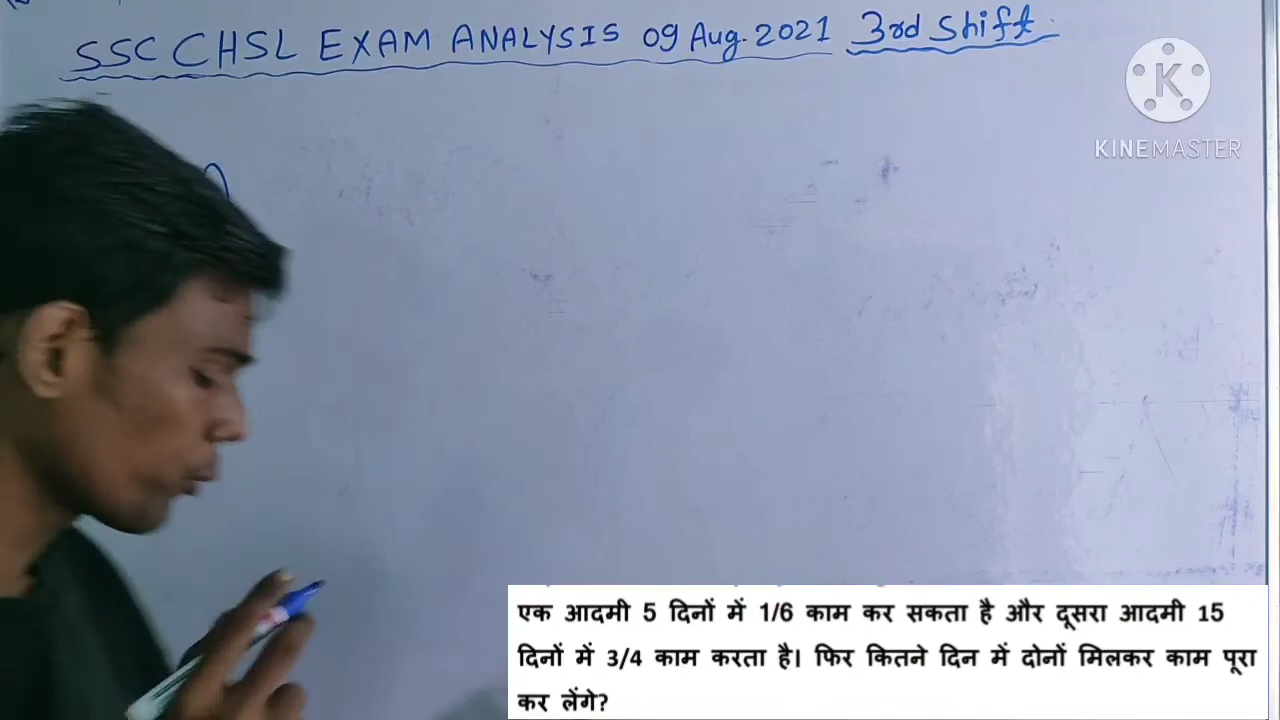 SSC CHSL EXAM ANALYSIS 09 Aug. 2021 3rd Shift
K
KINEMASTER
एक आदमी 5 दिनों में 1/6 काम कर सकता है और दूसरा आदमी 15
दिनों में 3/4 काम करता है। फिर कितने दिन में दोनों मिलकर काम पूरा
कर लेंगे?